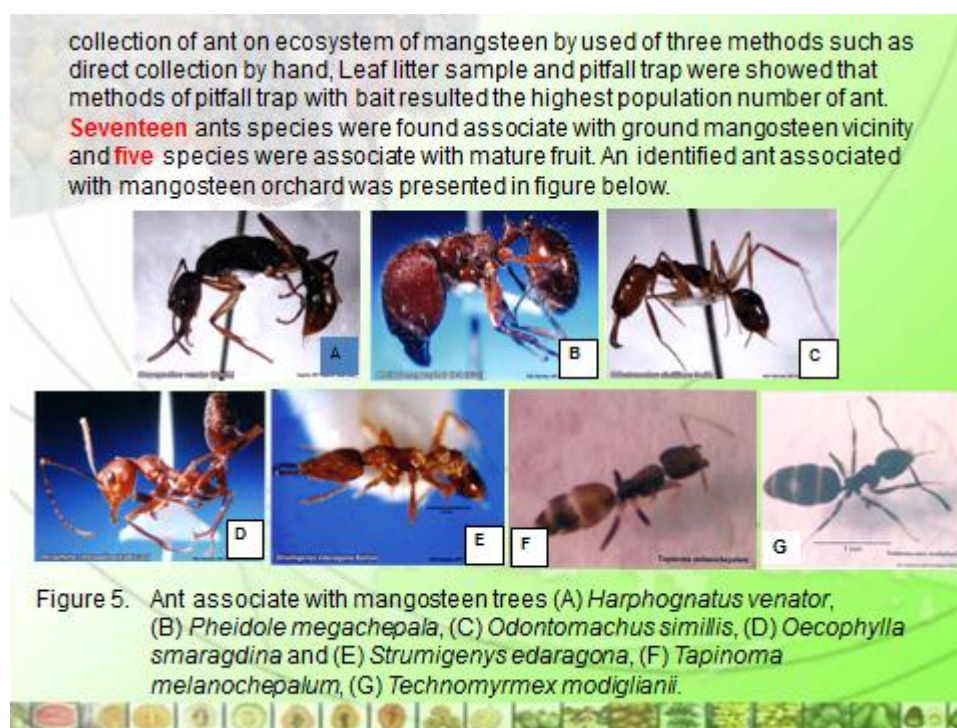 collection of ant on ecosystem of mangsteen by used of three methods such as
direct collection by hand, Leaf litter sample and pitfall trap were showed that
methods of pitfall trap with bait resulted the highest population number of ant.
Seventeen ants species were found associate with ground mangosteen vicinity
and five species were associate with mature fruit. An identified ant associated
with mangosteen orchard was presented in figure below.
A
B
C
D
E
F
G
1 mm
Figure 5. Ant associate with mangosteen trees (A) Harphognatus venator,
(B) Pheidole megachepala, (C) Odontomachus simillis, (D) Oecophylla
smaragdina and (E) Strumigenys edaragona, (F) Tapinoma
melanochepalum, (G) Technomyrmex modiglianii.